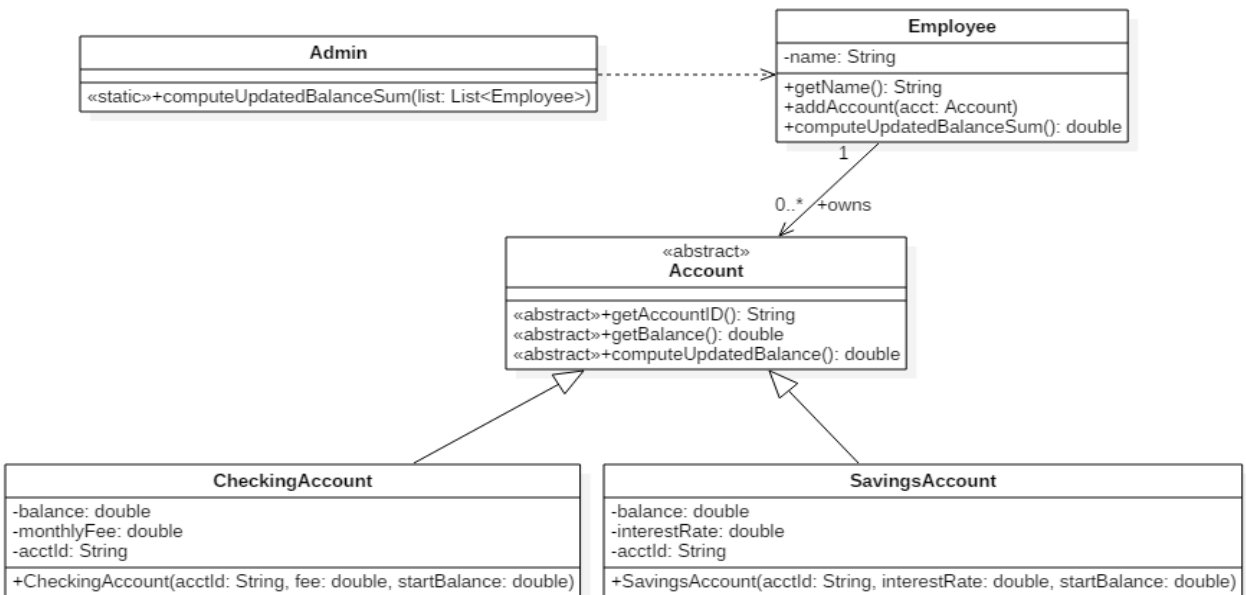 Admin
«static»+computeUpdatedBalanceSum(list: List<Employee>)
Employee
-name: String
+getName(): String
+addAccount(acct: Account)
+computeUpdatedBalanceSum(): double
1
0..*
+owns
«abstract»
Account
«abstract»+getAccountID(): String
«abstract»+getBalance(): double
«abstract»+computeUpdatedBalance(): double
CheckingAccount
-balance: double
-monthlyFee: double
-acctId: String
+CheckingAccount(acctId: String, fee: double, startBalance: double)
SavingsAccount
-balance: double
-interestRate: double
-acctId: String
+SavingsAccount(acctId: String, interestRate: double, startBalance: double)